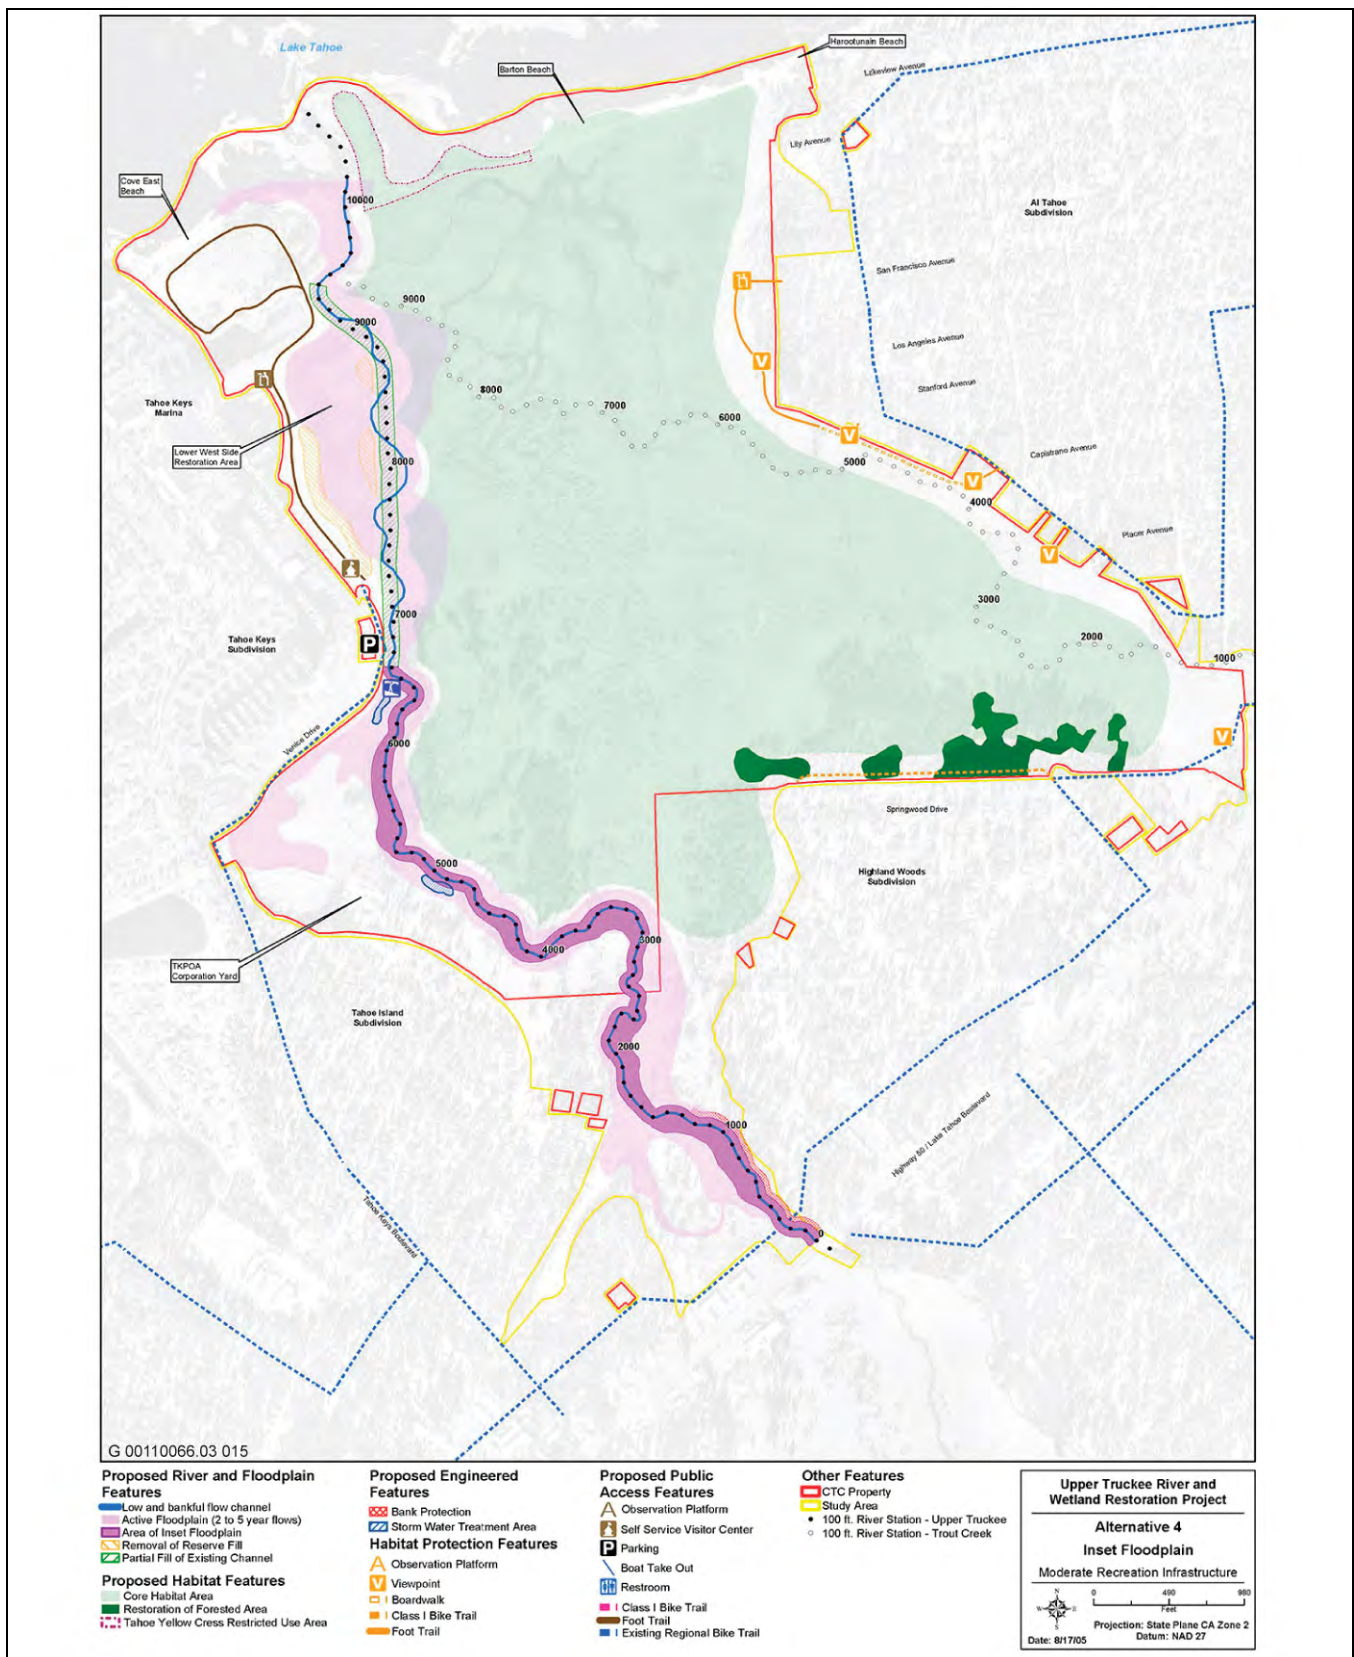 Lake Tahoe
Harootunain Beach
Lakeview Avenue
Barton Beach
Lily Avenue
Cove East
Beach
10000
Al Tahoe
Subdivision
San Francisco Avenue
9000
9000
Los Angeles Avenue
Stanford Avenue
8000
7000
6000
Tahoe Keys
Marina
Lower West Side
Restoration Area
8000
5000
Capistrano Avenue
4000
Placer Avenue
7000
3000
Tahoe Keys
Subdivision
P
2000
1000
Venice Drive
6000
Springwood Drive
5000
Highland Woods
Subdivision
4000
3000
TKPOA
Corporation Yard
Tahoe Island
Subdivision
2000
1000
Highway 50 / Lake Tahoe Boulevard
Tahoe Keys Boulevard
0
V
V
V
V
V
G 00110066.03 015
Proposed River and Floodplain
Features
Low and bankful flow channel
Active Floodplain (2 to 5 year flows)
Area of Inset Floodplain
Removal of Reserve Fill
Partial Fill of Existing Channel
Proposed Habitat Features
Core Habitat Area
Restoration of Forested Area
Tahoe Yellow Cress Restricted Use Area
Proposed Engineered
Features
Bank Protection
Storm Water Treatment Area
Habitat Protection Features
Observation Platform
V Viewpoint
Boardwalk
Class I Bike Trail
Foot Trail
Proposed Public
Access Features
Observation Platform
Self Service Visitor Center
P Parking
Boat Take Out
Restroom
Class I Bike Trail
Foot Trail
Existing Regional Bike Trail
Other Features
CTC Property
Study Area
100 ft. River Station - Upper Truckee
100 ft. River Station - Trout Creek
Upper Truckee River and
Wetland Restoration Project
Alternative 4
Inset Floodplain
Moderate Recreation Infrastructure
N
W E
S
0 490 980
Feet
Projection: State Plane CA Zone 2
Datum: NAD 27
Date: 8/17/05